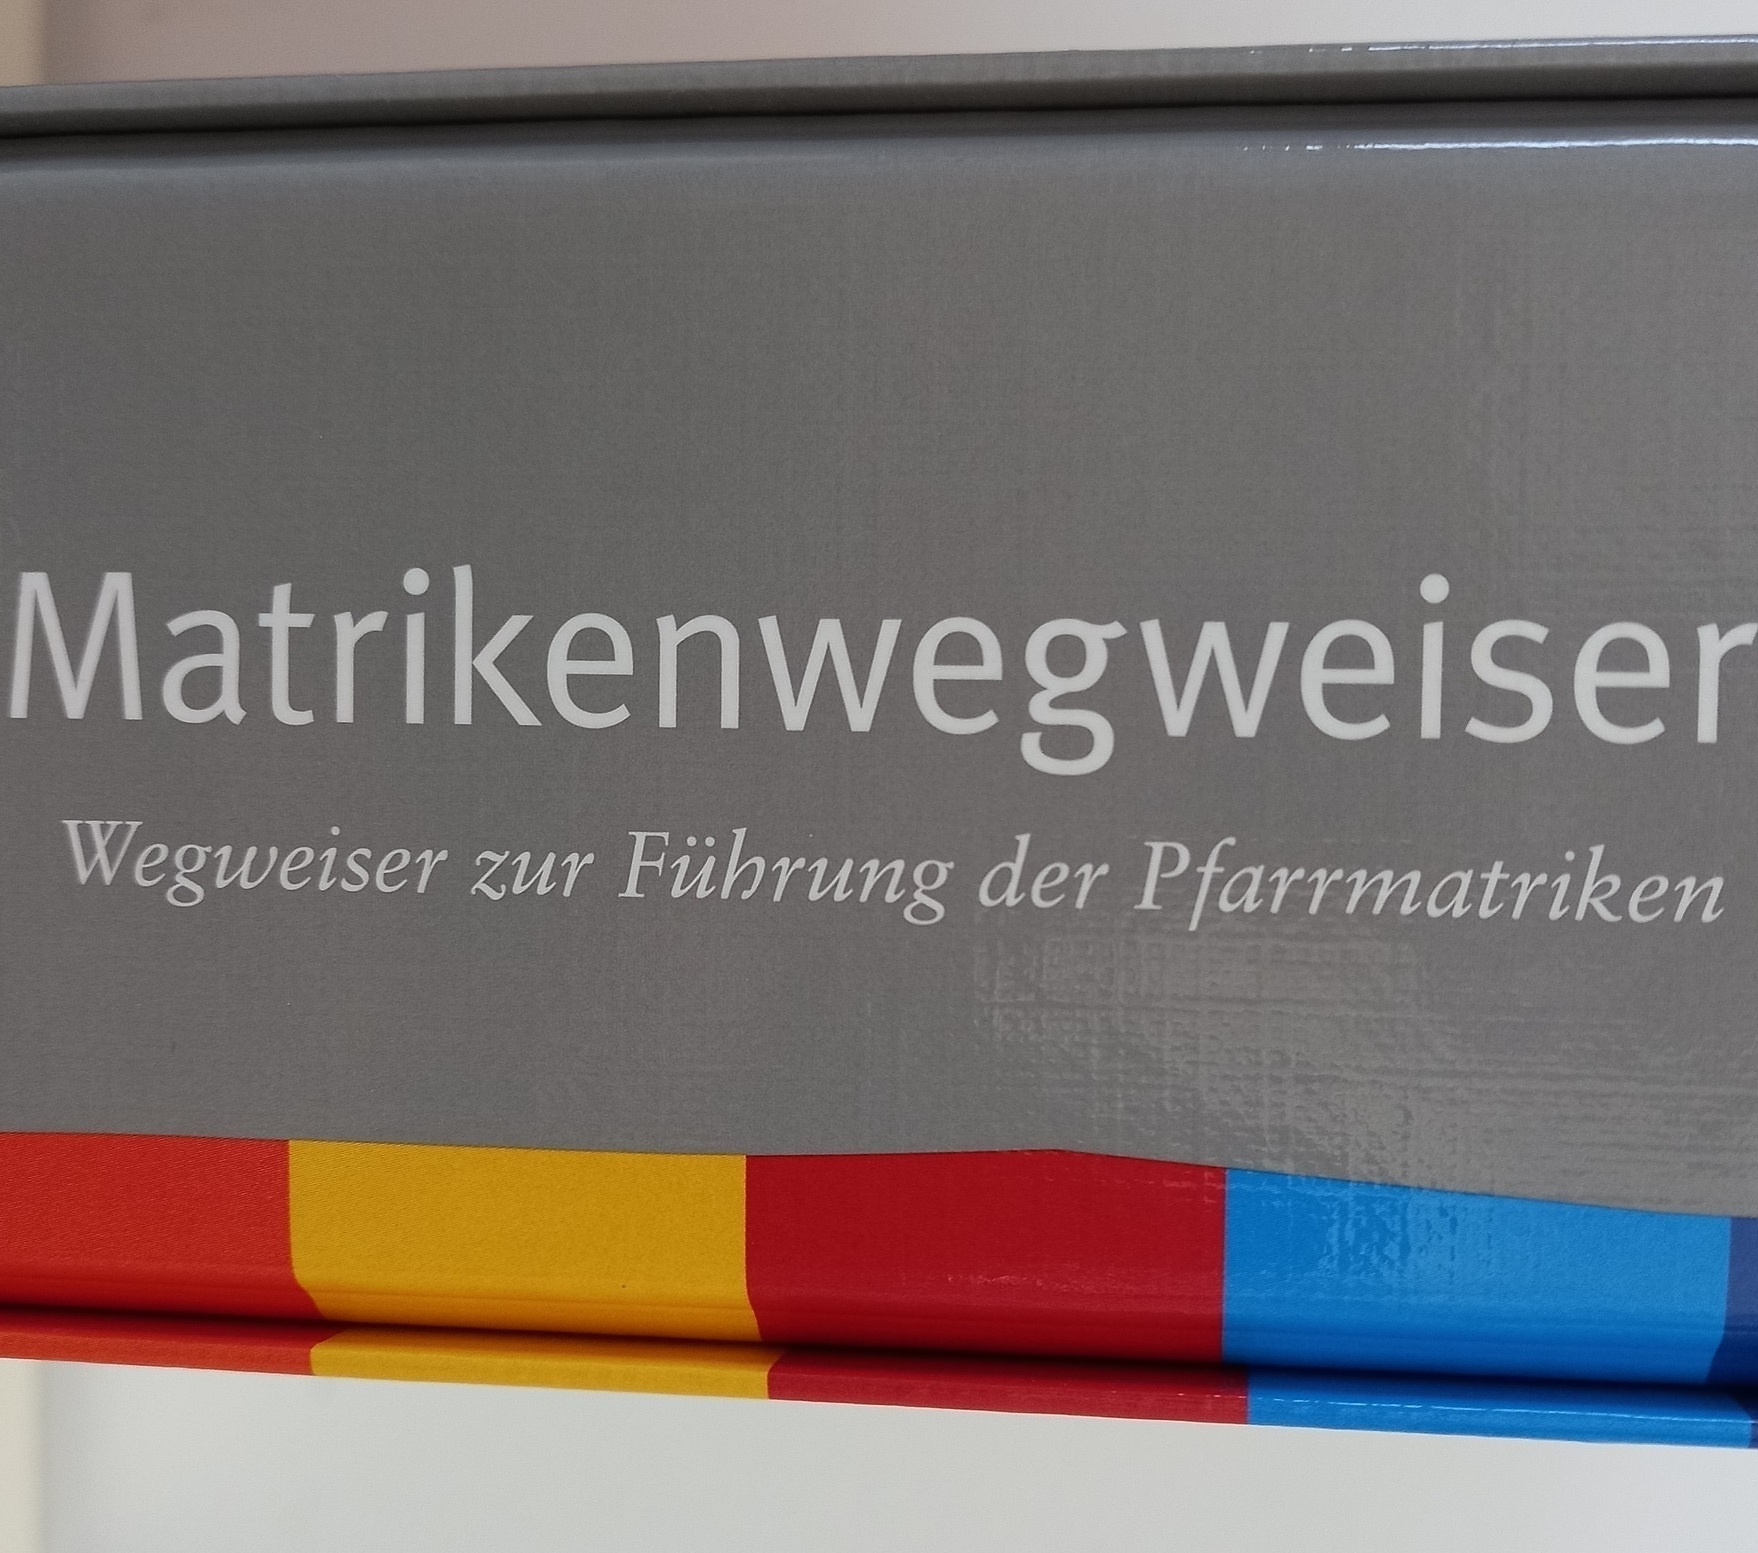 Matrikenwegweiser
Wegweiser zur Führung der Pfarrmatriken